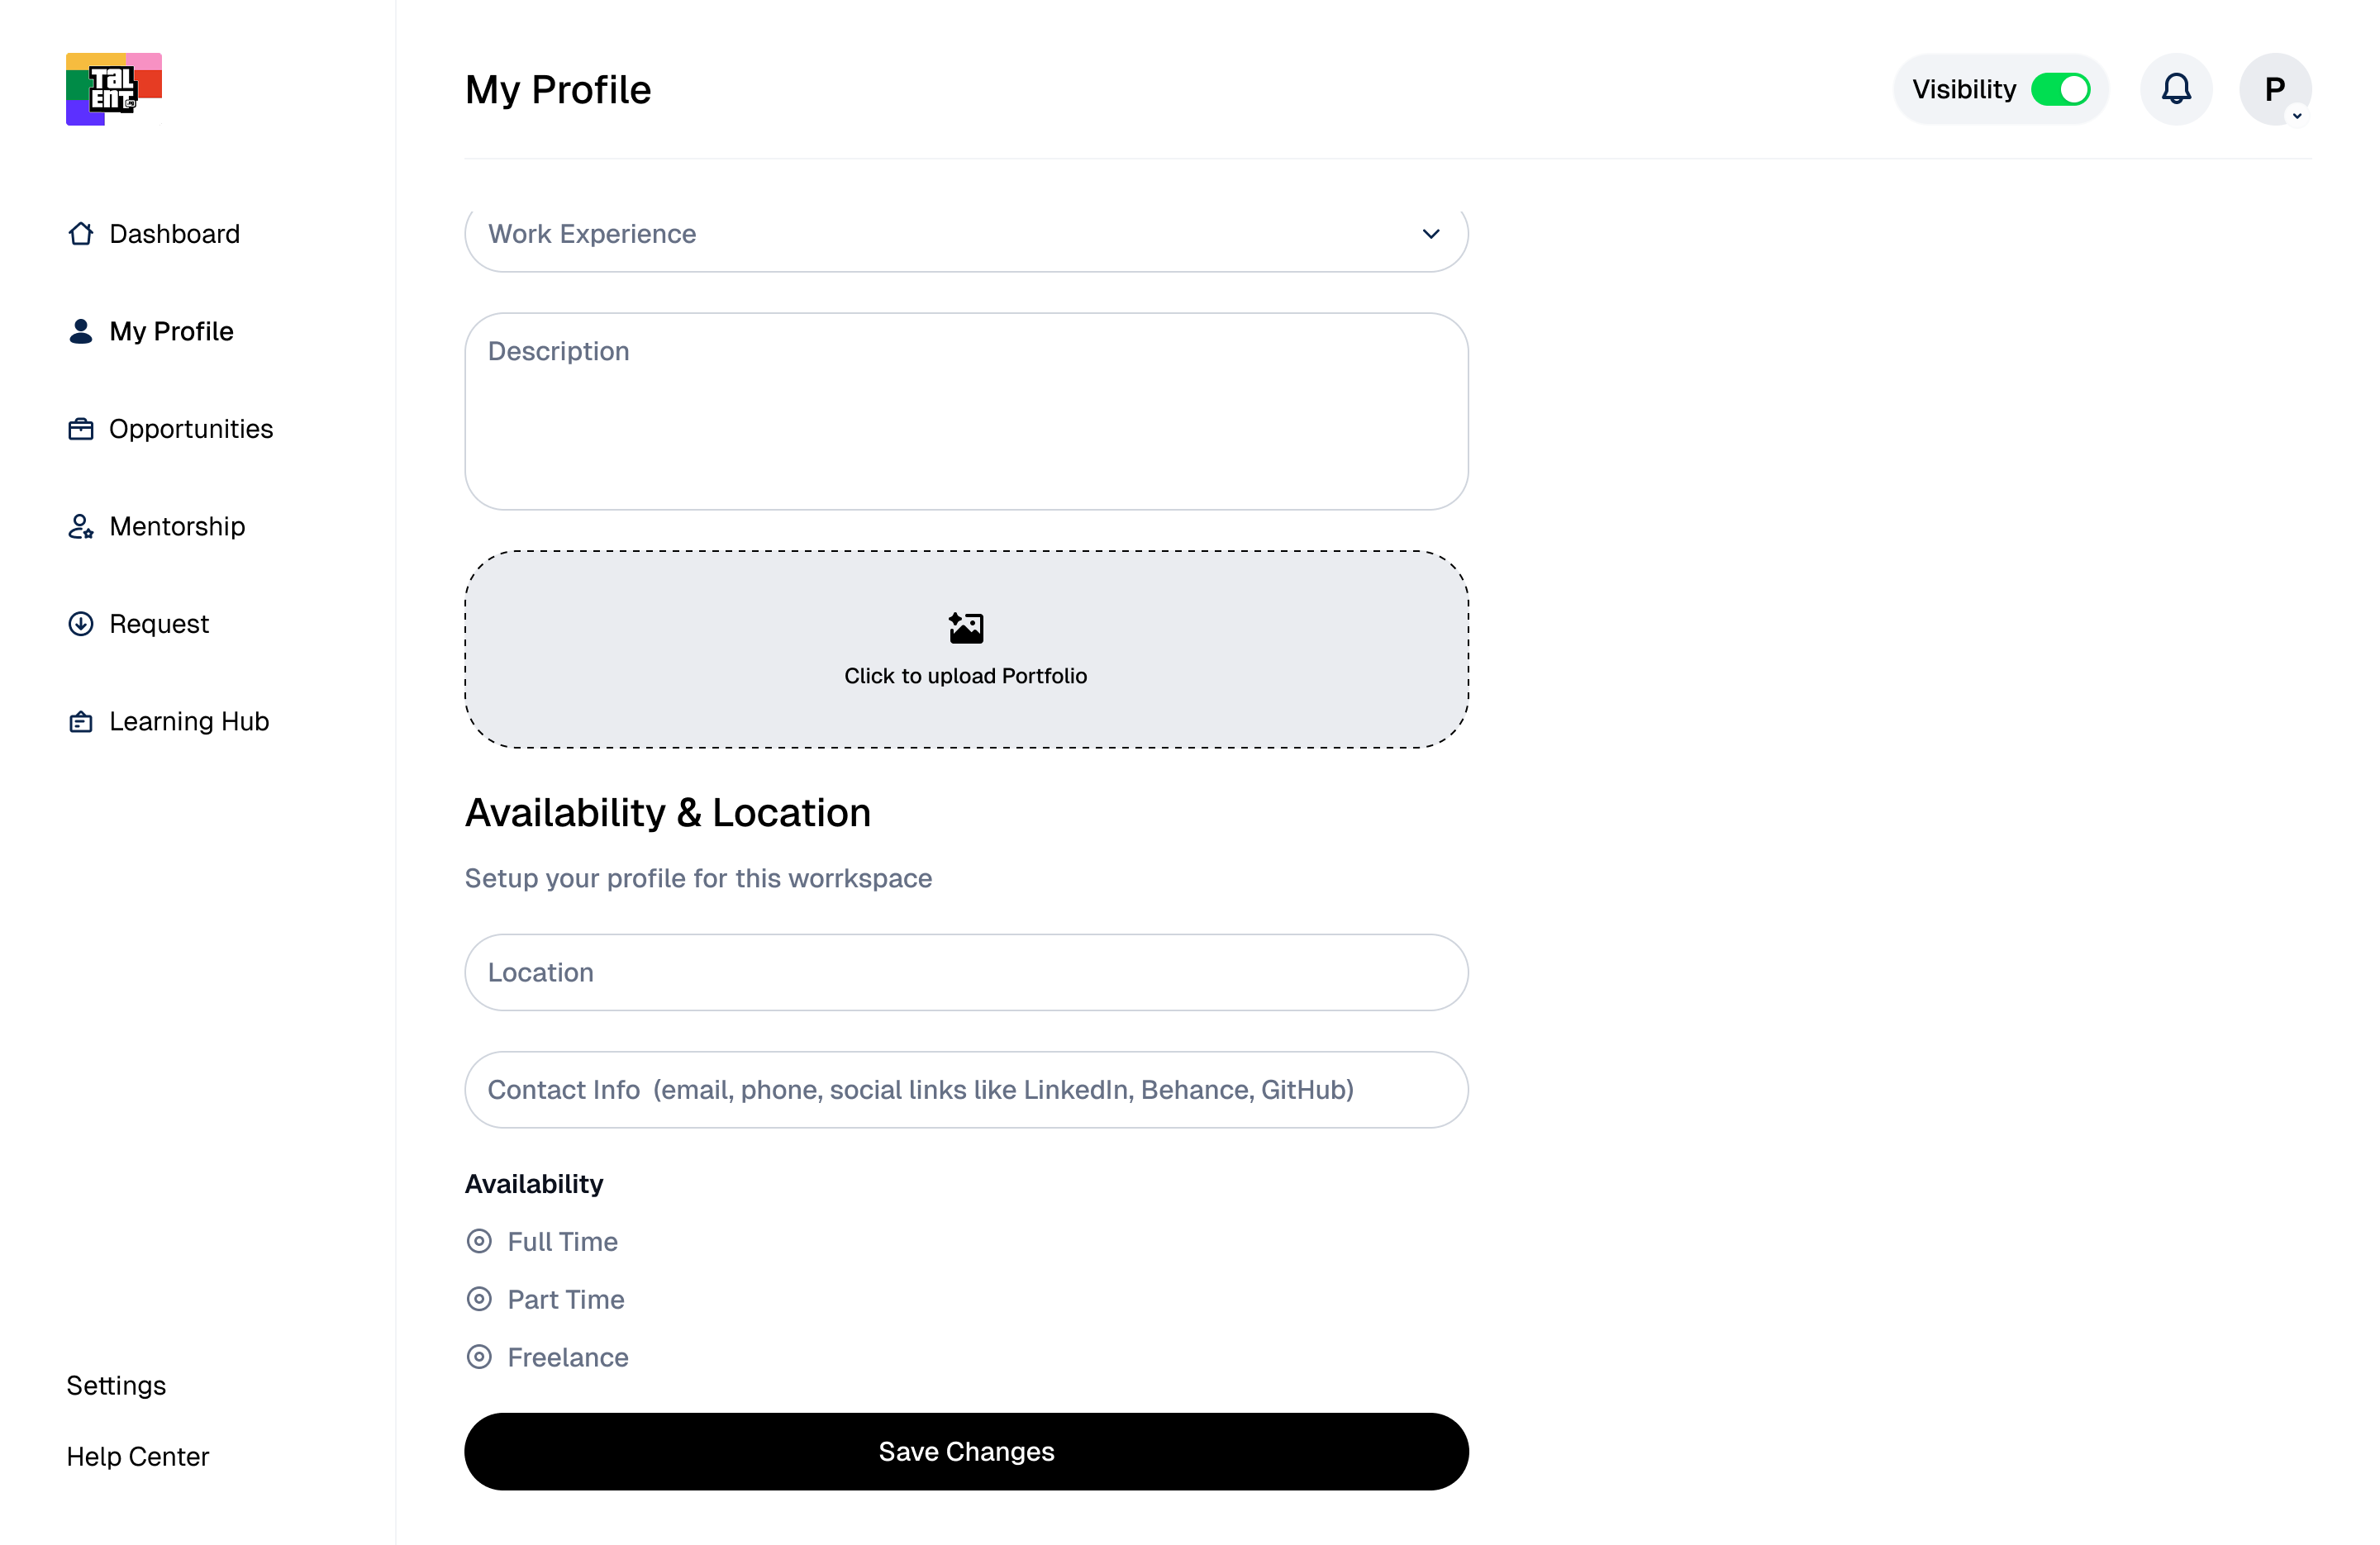 TaL
ENT
Dashboard
My Profile
Opportunities
Mentorship
Request
Learning Hub
Settings
Help Center
My Profile
Visibility
P
Work Experience
Description
Click to upload Portfolio
Availability & Location
Setup your profile for this worrkspace
Location
Contact Info  (email, phone, social links like LinkedIn, Behance, GitHub)
Availability
Full Time
Part Time
Freelance
Save Changes